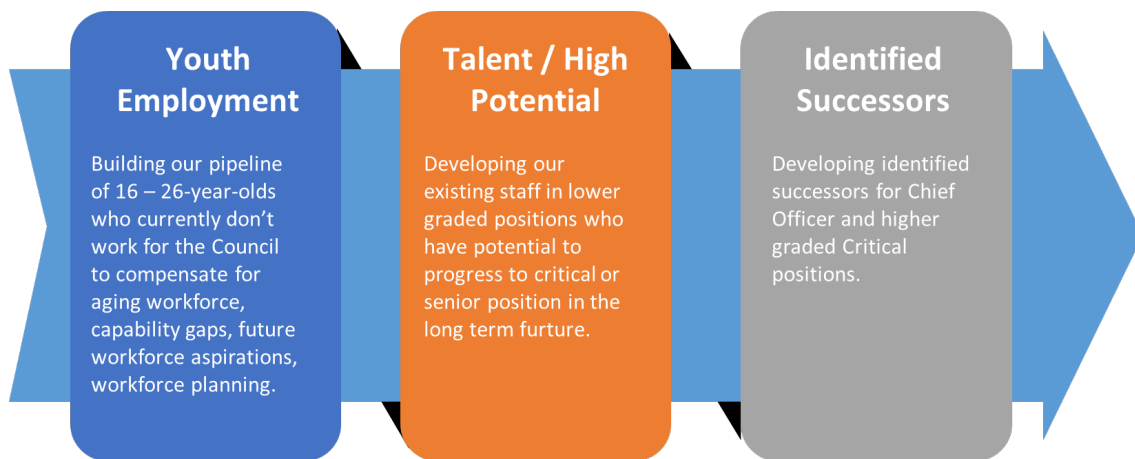 Youth
Employment
Building our pipeline
of 16 – 26-year-olds
who currently don't
work for the Council
to compensate for
aging workforce,
capability gaps, future
workforce aspirations,
workforce planning.
Talent / High
Potential
Developing our
existing staff in lower
graded positions who
have potential to
progress to critical or
senior position in the
long term furture.
Identified
Successors
Developing identified
successors for Chief
Officer and higher
graded Critical
positions.